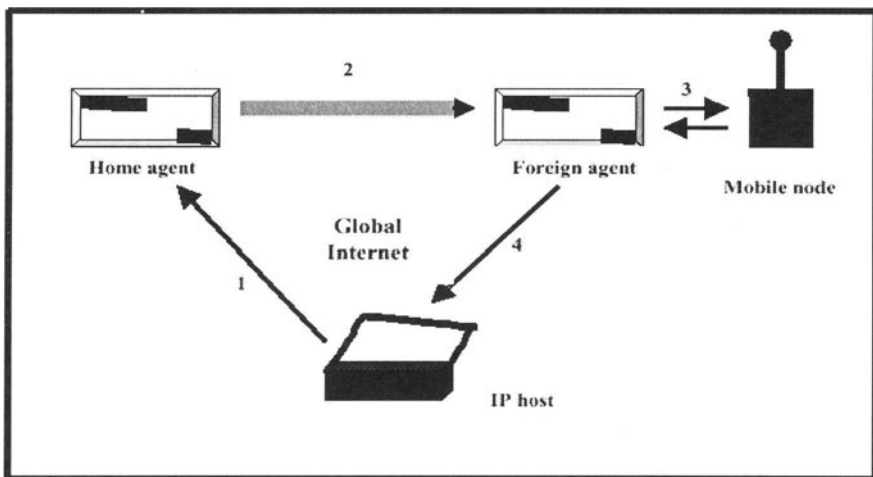 2
3
Home agent
Foreign agent
Mobile node
Global
Internet
4
1
IP host